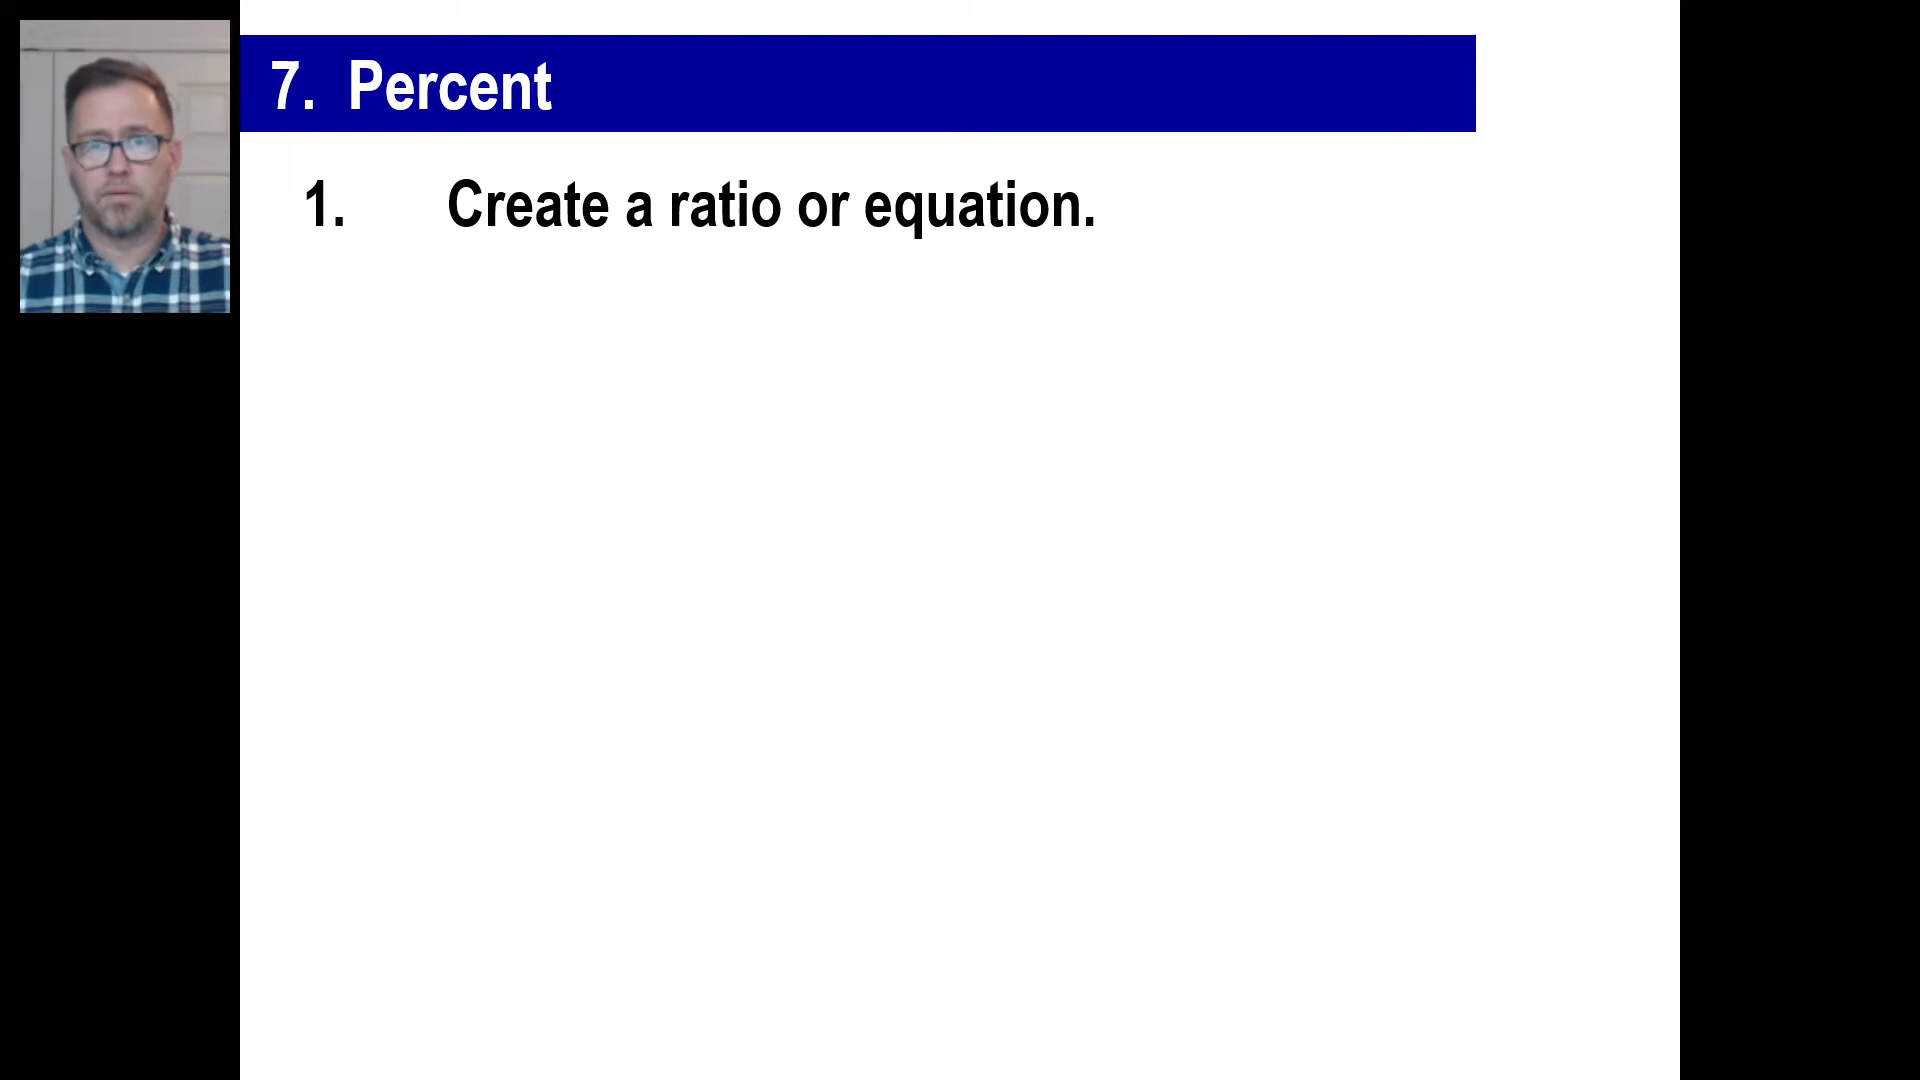 7. Percent
1. Create a ratio or equation.